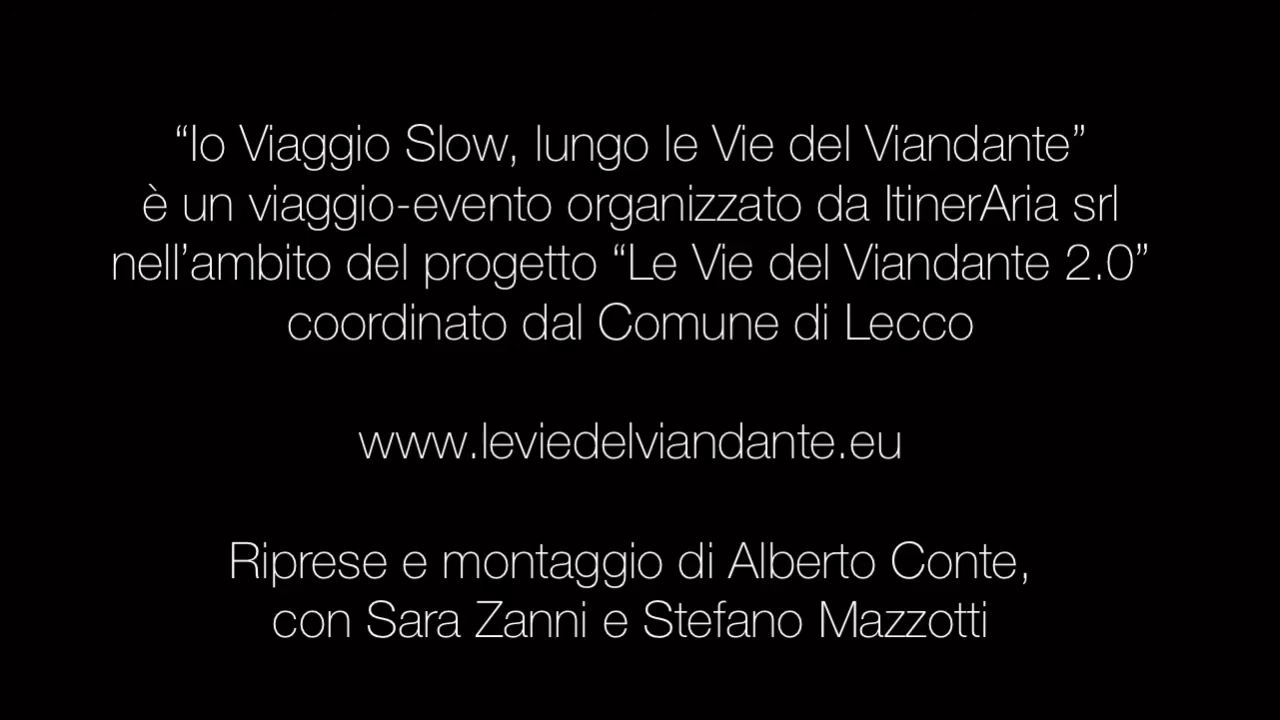 “Io Viaggio Slow, lungo le Vie del Viandante”
è un viaggio-evento organizzato da ItinerAria srl
nell’ambito del progetto “Le Vie del Viandante 2.0”
coordinato dal Comune di Lecco
www.leviedelviandante.eu
Riprese e montaggio di Alberto Conte,
con Sara Zanni e Stefano Mazzotti